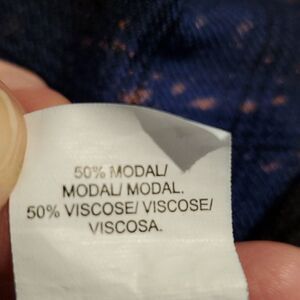 50% MODAL/
MODAL/ MODAL.
50% VISCOSE/ VISCOSE/
VISCOSA.